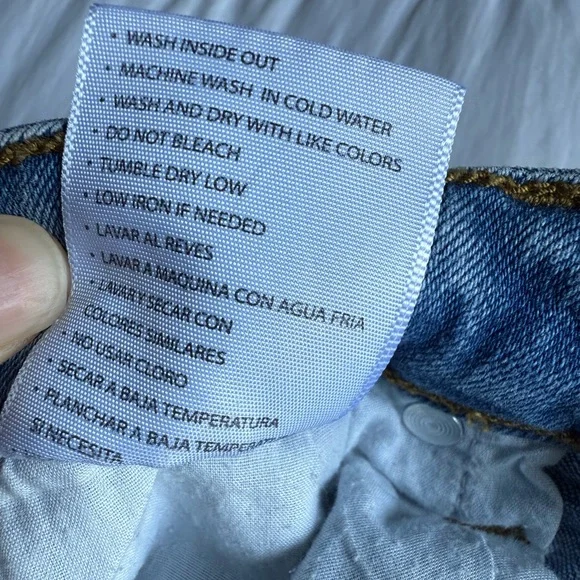 • WASH INSIDE OUT
• MACHINE WASH IN COLD WATER
• WASH AND DRY WITH LIKE COLORS
• DO NOT BLEACH
• TUMBLE DRY LOW
• LOW IRON IF NEEDED
• LAVAR AL REVES
• LAVAR A MAQUINA CON AGUA FRIA
• LAVAR Y SECAR CON
COLORES SIMILARES
NO USAR CLORO
• SECAR A BAJA TEMPERATURA
• PLANCHAR A BAJA TEMPERATURA
SI NECESITA